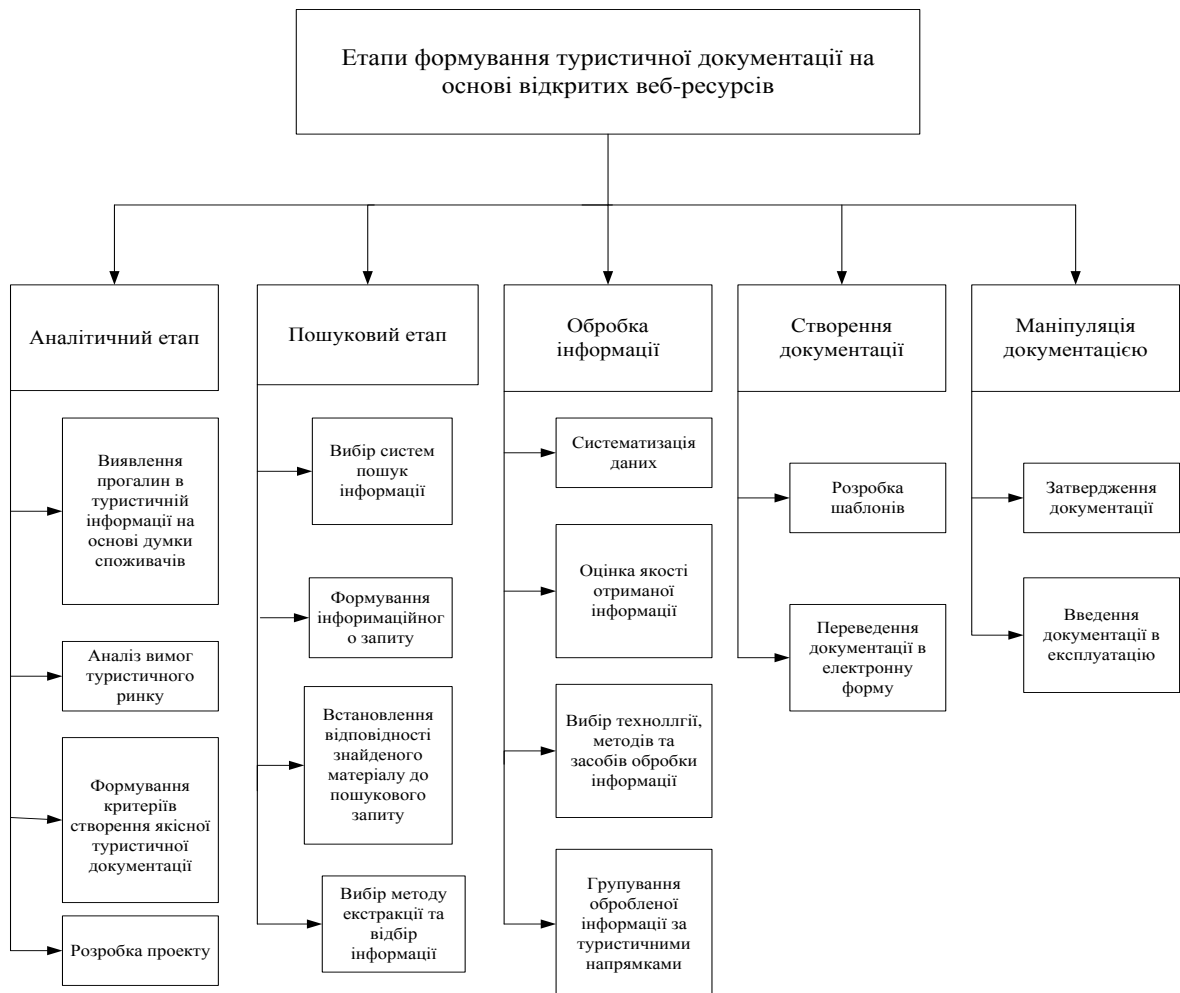 Етапи формування туристичної документації на
основі відкритих веб-ресурсів
Аналітичний етап
Виявлення
прогалин в
туристичній
інформації на
основі думки
споживачів
Аналіз вимог
туристичного
ринку
Формування
критеріїв
створення якісної
туристичної
документації
Розробка проекту
Пошуковий етап
Вибір систем
пошук
інформації
Формування
інформимаційног
о запиту
Встановлення
відповідності
знайденого
матеріалу до
пошукового
запиту
Вибір методу
екстракції та
відбір
інформації
Обробка
інформації
Систематизація
даних
Оцінка якості
отриманої
інформації
Вибір техноллгії,
методів та
засобів обробки
інформації
Групування
обробленої
інформації за
туристичними
напрямками
Створення
документації
Розробка
шаблонів
Переведення
документації в
електронну
форму
Маніпуляція
документацією
Затвердження
документації
Введення
документації в
експлуатацію